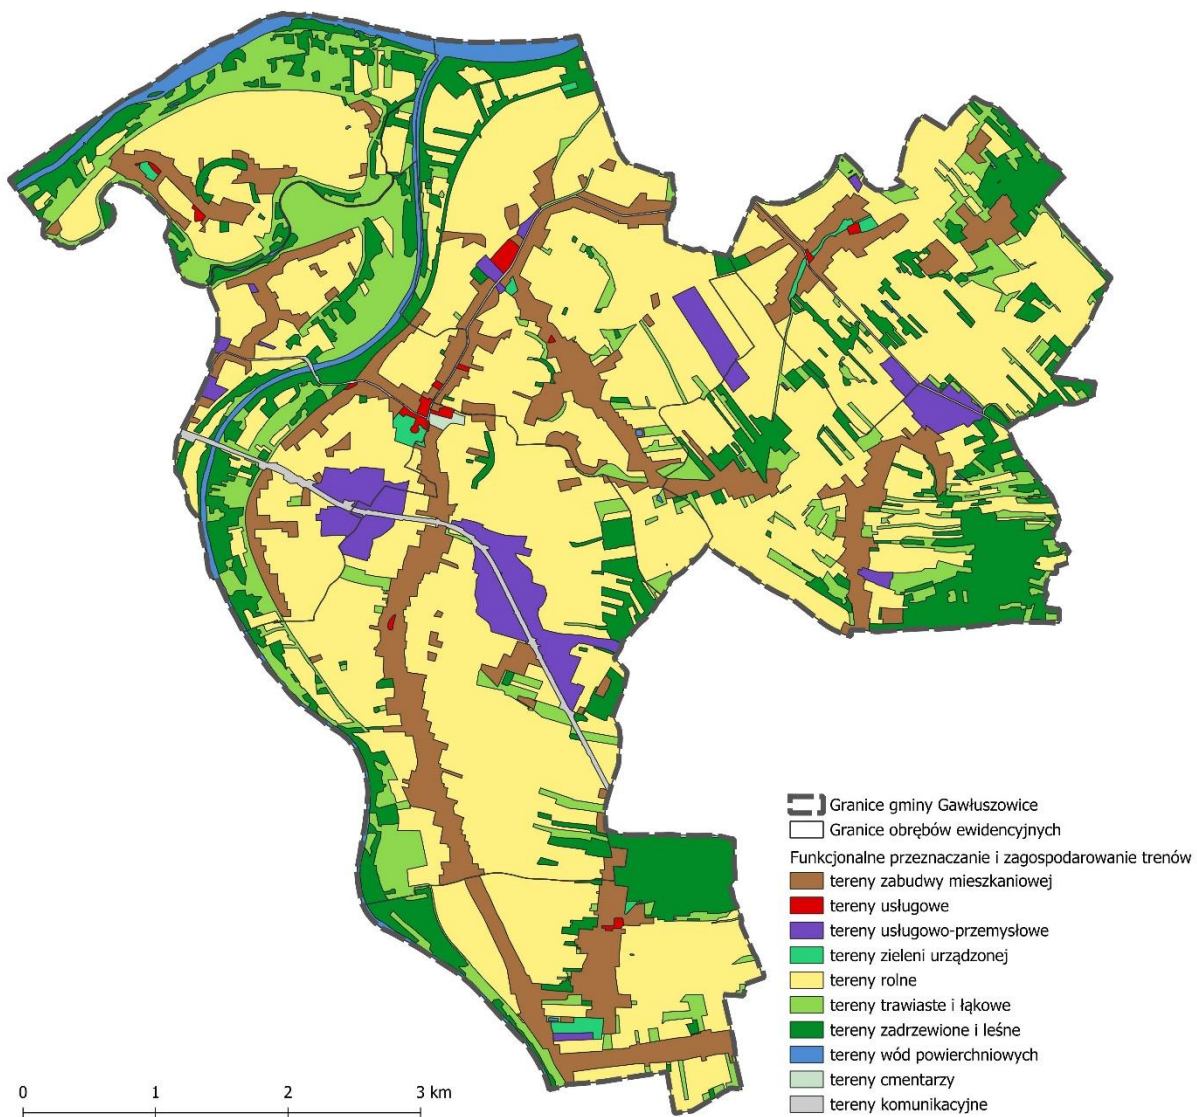 Granice gminy Gawłuszowice
Granice obrębów ewidencyjnych
Funkcjonalne przeznaczanie i zagospodarowanie trenów
tereny zabudwy mieszkaniowej
tereny usługowe
tereny usługowo-przemysłowe
tereny zieleni urządzonej
tereny rolne
tereny trawiaste i łąkowe
tereny zadrzewione i leśne
tereny wód powierzchniowych
tereny cmentarzy
tereny komunikacyjne
0 1 2 3 km